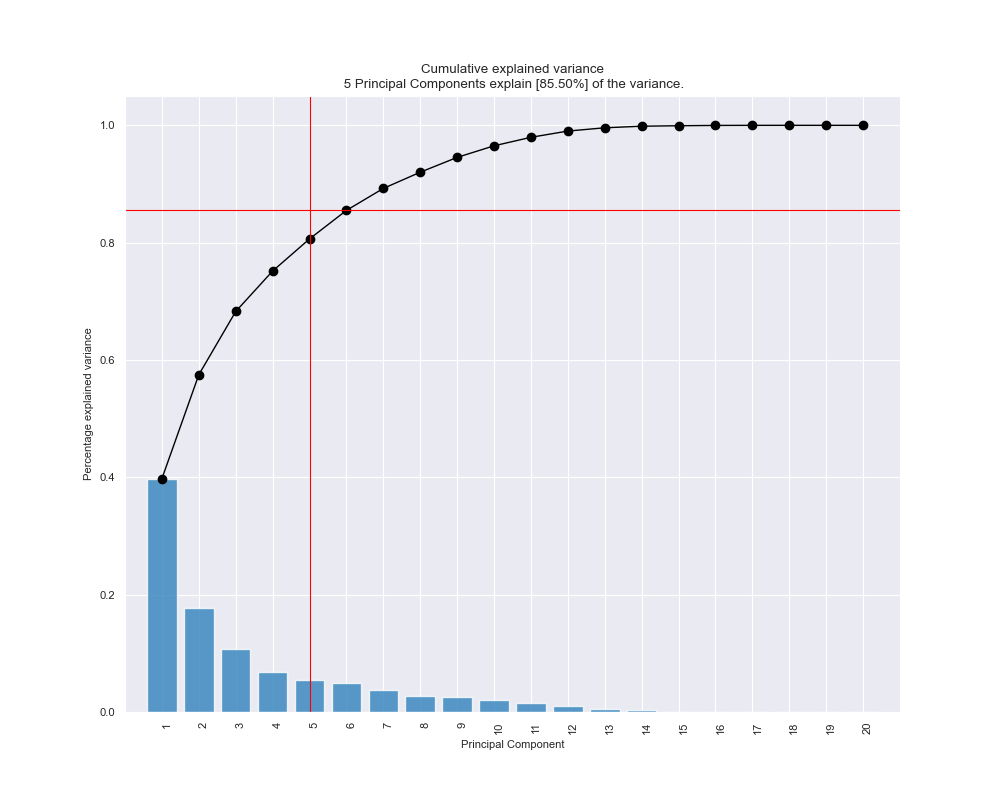 Cumulative explained variance
5 Principal Components explain [85.50%] of the variance.
Percentage explained variance
1.0
0.8
0.6
0.4
0.2
0.0
1 2 3 4 5 6 7 8 9 10 11 12 13 14 15 16 17 18 19 20
Principal Component